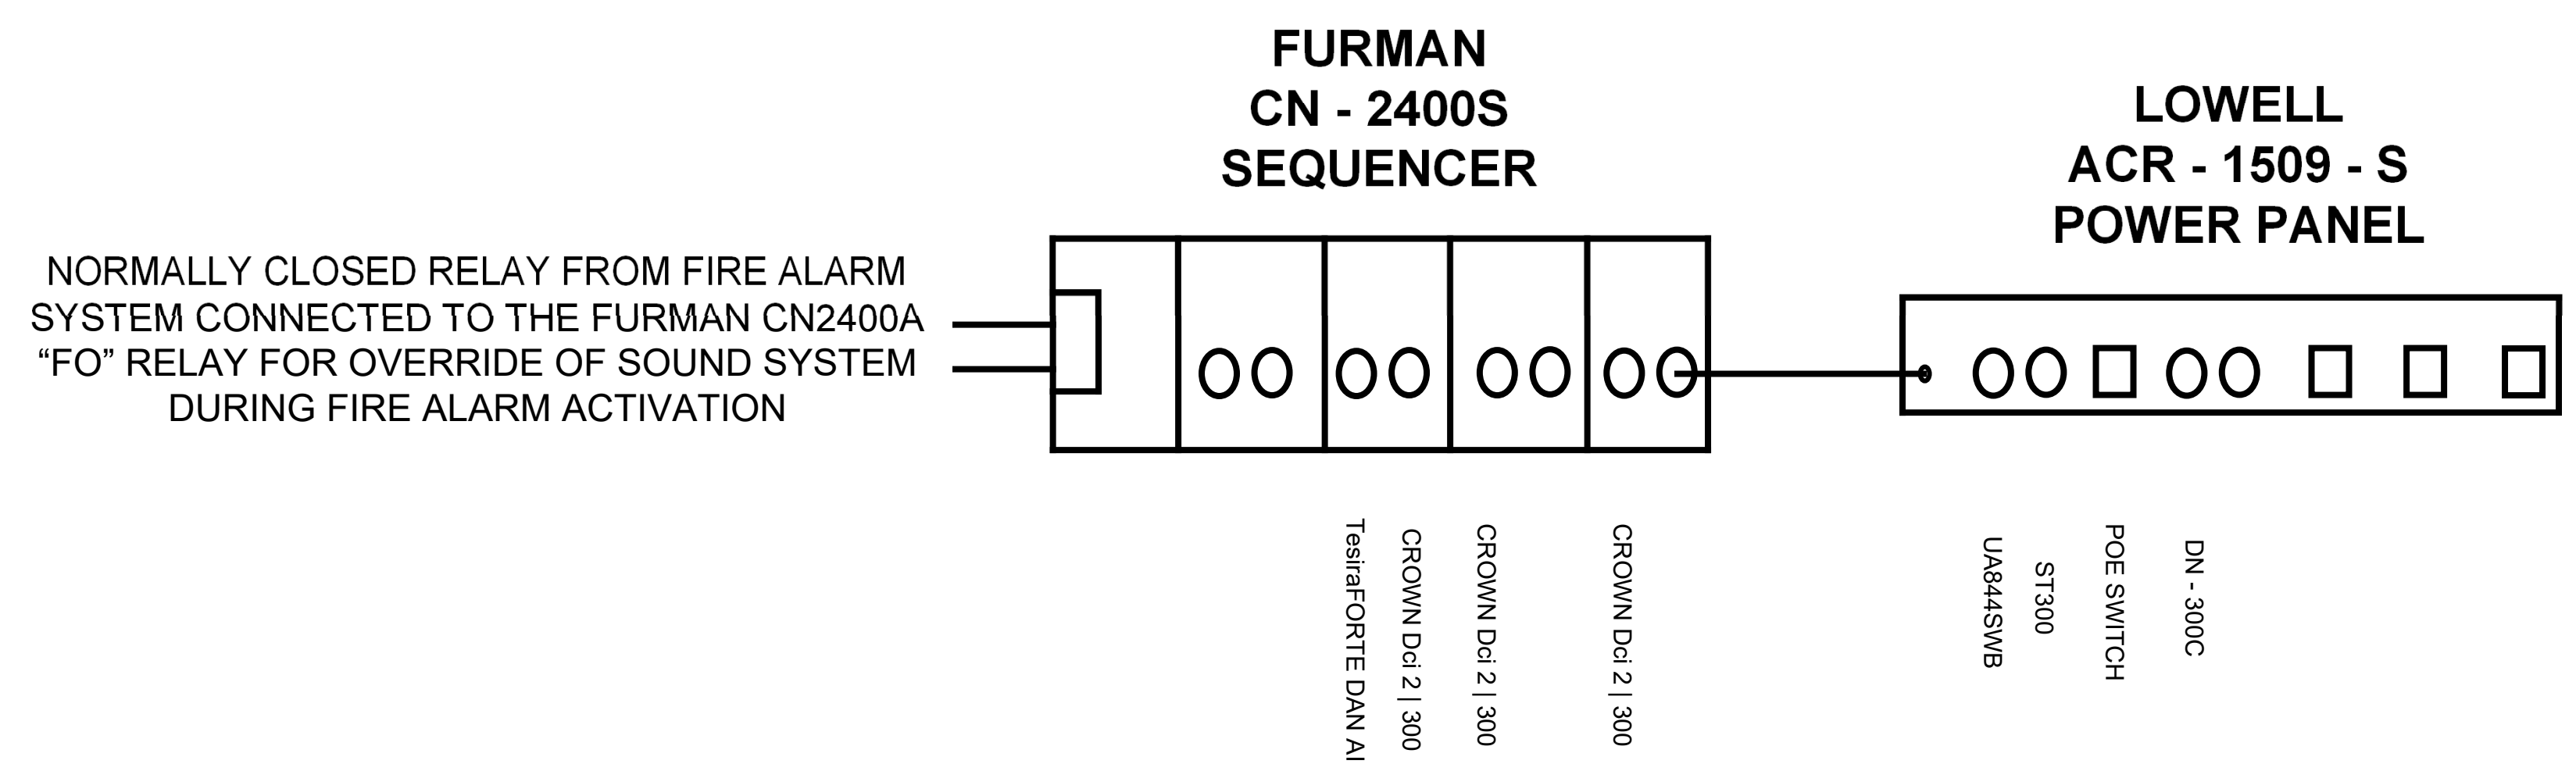 FURMAN
CN - 2400S
SEQUENCER
LOWELL
ACR - 1509 - S
POWER PANEL
NORMALLY CLOSED RELAY FROM FIRE ALARM
SYSTEM CONNECTED TO THE FURMAN CN2400A
“FO” RELAY FOR OVERRIDE OF SOUND SYSTEM
DURING FIRE ALARM ACTIVATION
TesiraFORTE DAN AI
CROWN Dci 2 | 300
CROWN Dci 2 | 300
CROWN Dci 2 | 300
UA844SWB
ST300
POE SWITCH
DN - 300C